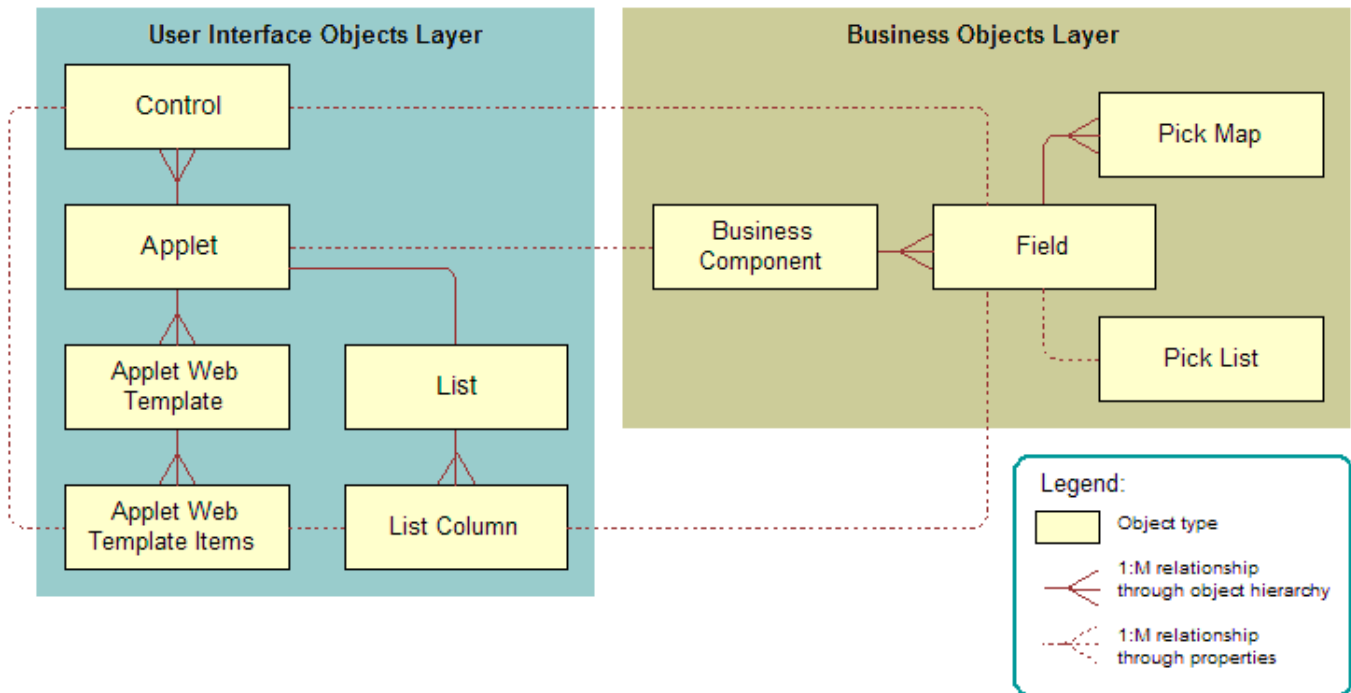 User Interface Objects Layer
Business Objects Layer
Control
Pick Map
Applet
Business
Component
Field
Applet Web
Template
List
Pick List
Applet Web
Template Items
List Column
Legend:
Object type
1:M relationship
through object hierarchy
1:M relationship
through properties